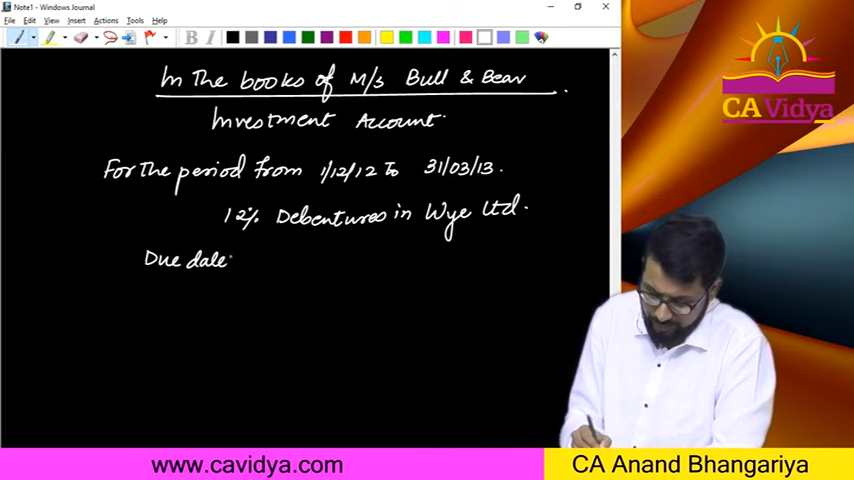 Note1 - Windows Journal
File Edit View Insert Actions Tools Help
In The books of M/s Bull & Bear
Investment Account.
For the period from 1/12/12 to 31/03/13.
12% Debentures in Wye Ltd.
Due date
CA Vidya
www.cavidya.com
CA Anand Bhangariya